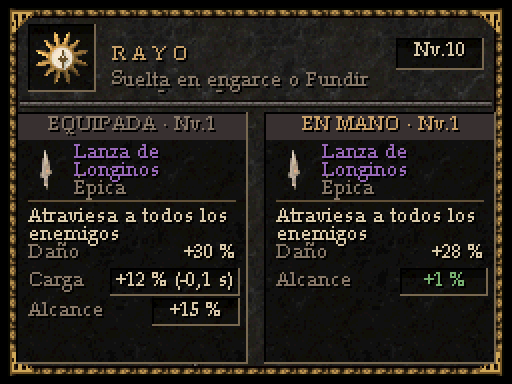 RAYO
Nv.10
Suelta en engarce o Fundir
EQUIPADA · Nv.1
Lanza de
Longinos
Epica
Atraviesa a todos los
enemigos
Daño +30 %
Carga +12 % (-0,1 s)
Alcance +15 %
EN MANO · Nv.1
Lanza de
Longinos
Epica
Atraviesa a todos los
enemigos
Daño +28 %
Alcance +1 %